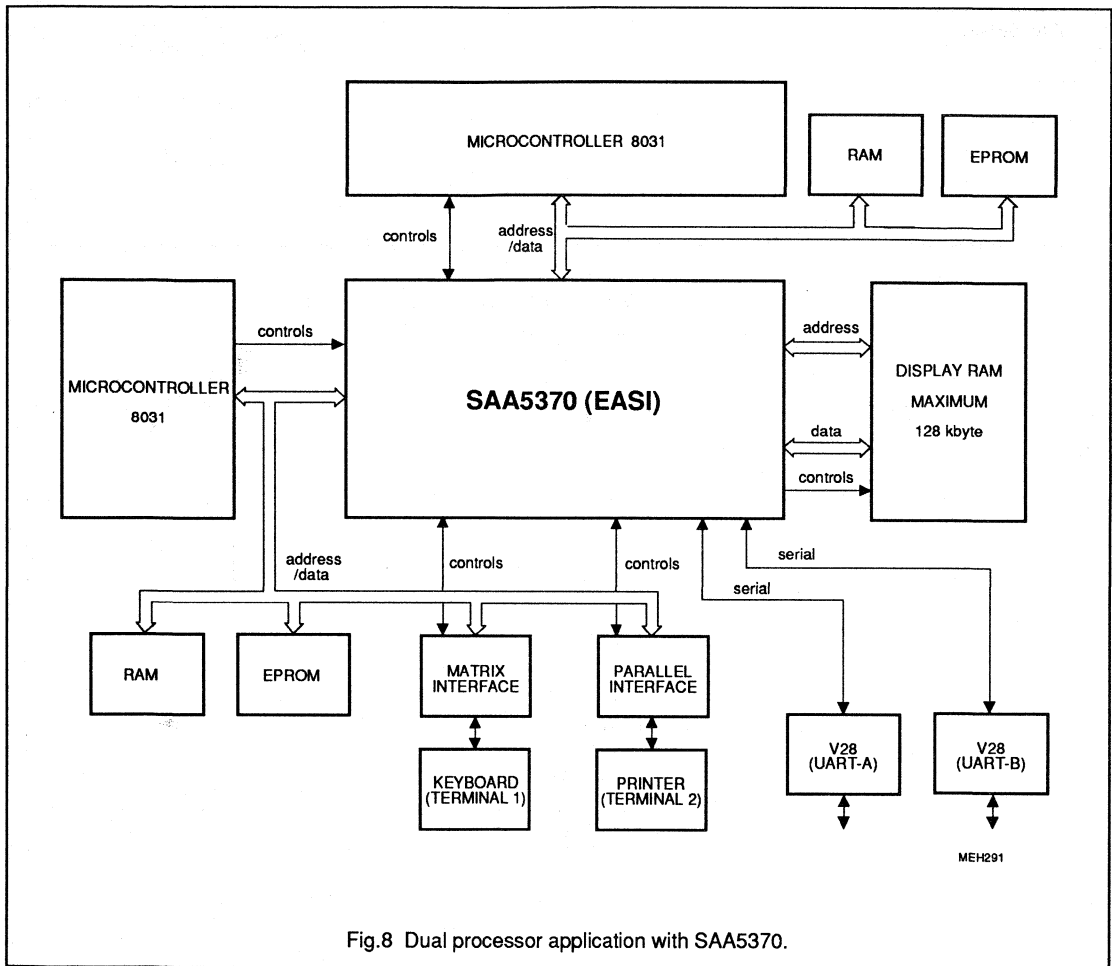 MICROCONTROLLER 8031
RAM
EPROM
controls
address
/data
MICROCONTROLLER
8031
controls
SAA5370 (EASI)
address
data
controls
DISPLAY RAM
MAXIMUM
128 kbyte
address
/data
controls
controls
serial
serial
RAM
EPROM
MATRIX
INTERFACE
PARALLEL
INTERFACE
KEYBOARD
(TERMINAL 1)
PRINTER
(TERMINAL 2)
V28
(UART-A)
V28
(UART-B)
MEH291
Fig.8 Dual processor application with SAA5370.